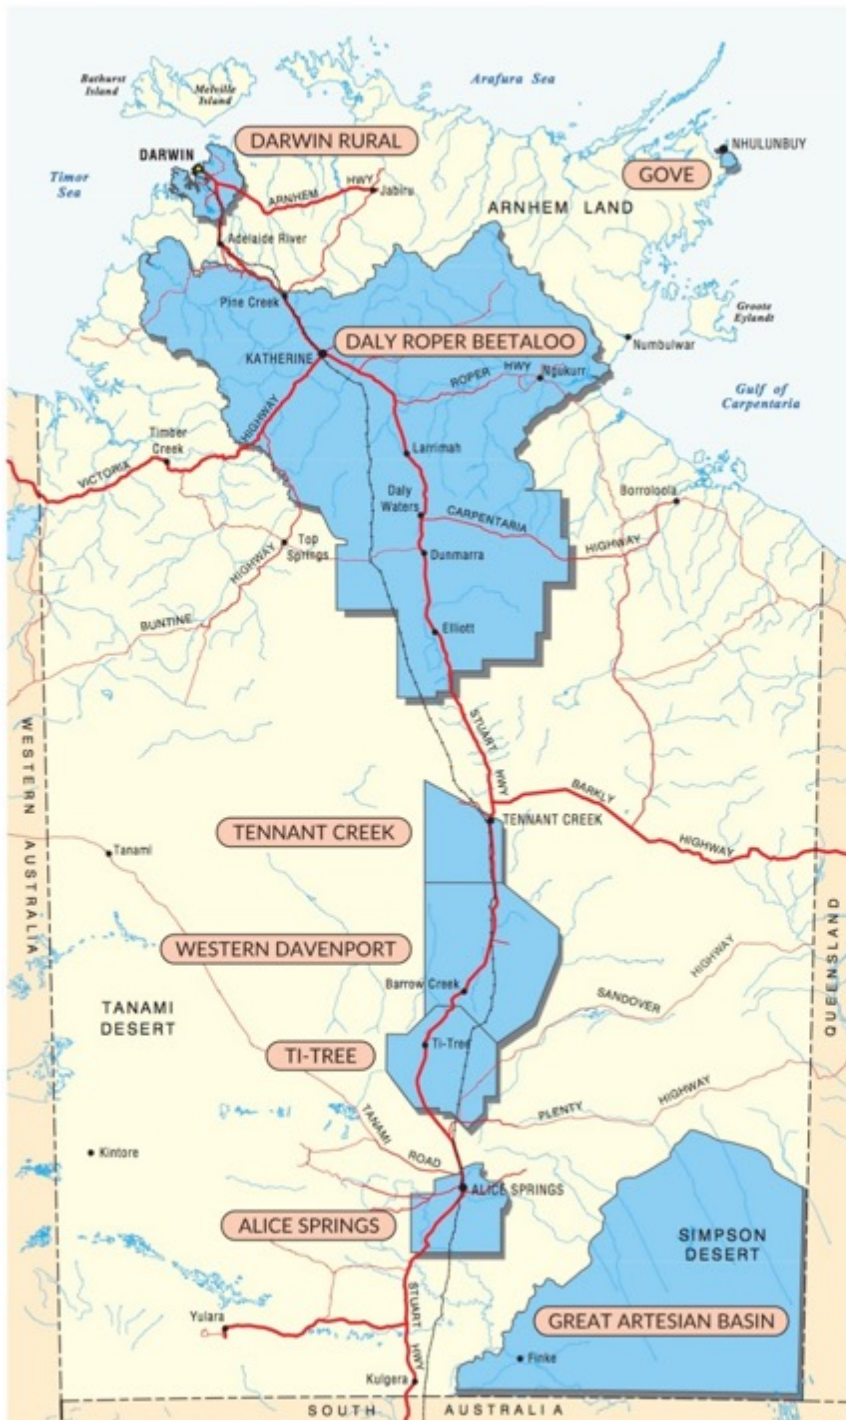 Arafura Sea
Bathurst
Island
Melville
Island
DARWIN RURAL
DARWIN
NHULUNBUY
GOVE
Timor
Sea
ARNHEM HWY
Jabiru
ARNHEM LAND
Adelaide River
Pine Creek
Groote
Eylandt
DALY ROPER BEETALOO
Numbulwar
KATHERINE
ROPER HWY
Ngukurr
Gulf of
Carpentaria
Timber
Creek
VICTORIA HIGHWAY
Larrimah
Daly
Waters
Borroloola
CARPENTARIA HIGHWAY
Top
Springs
Dunmarra
BUNTINE HIGHWAY
Elliott
STUART HWY
WESTERN AUSTRALIA
BARKLY HIGHWAY
TENNANT CREEK
TENNANT CREEK
Tanami
QUEENSLAND
WESTERN DAVENPORT
Barrow Creek
SANDOVER HIGHWAY
TANAMI
DESERT
TI-TREE
Ti-Tree
PLENTY HIGHWAY
TANAMI ROAD
Kintore
ALICE SPRINGS
ALICE SPRINGS
SIMPSON
DESERT
STUART HWY
Yulara
GREAT ARTESIAN BASIN
Finke
Kulgera
SOUTH AUSTRALIA